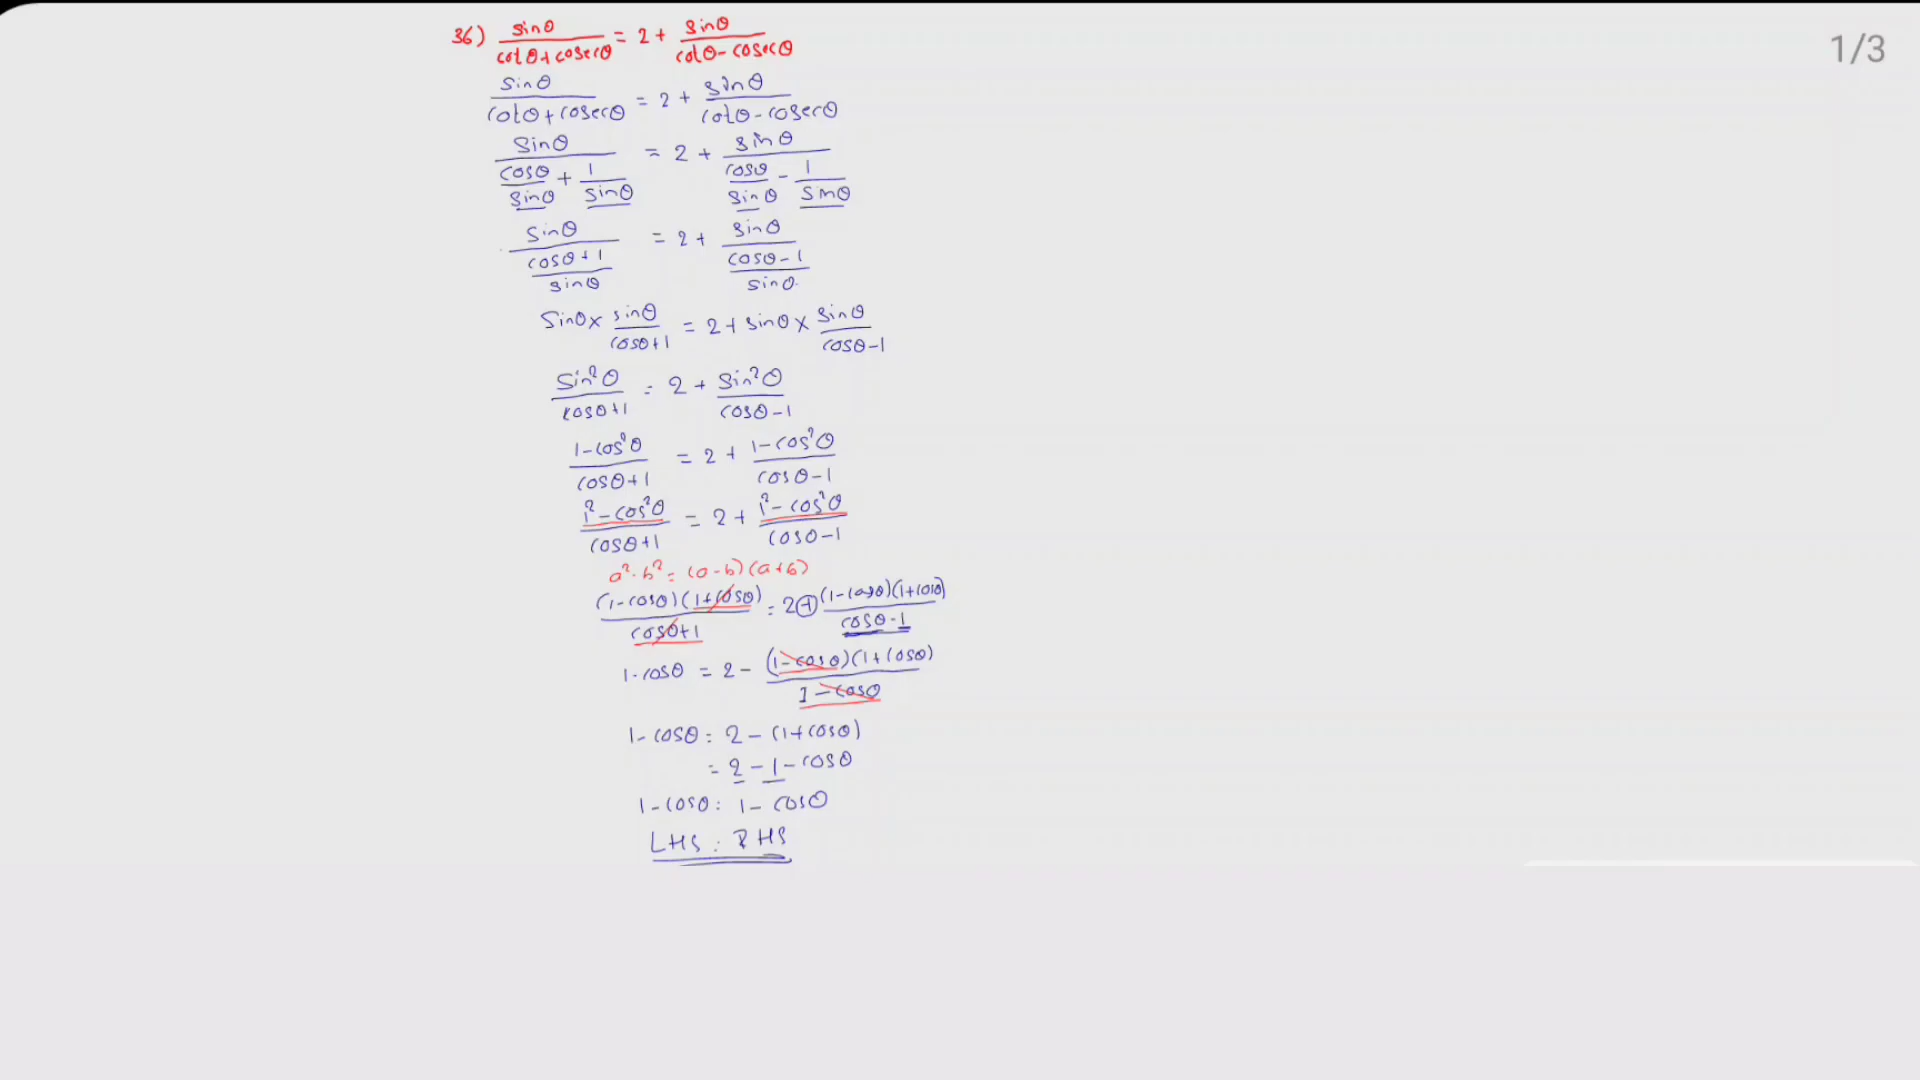 36) sinθ/(cotθ+cosecθ) = 2 + sinθ/(cotθ-cosecθ)
1/3
sinθ/(cotθ+cosecθ) = 2 + sinθ/(cotθ-cosecθ)
sinθ/(cosθ/sinθ + 1/sinθ) = 2 + sinθ/(cosθ/sinθ - 1/sinθ)
sinθ/((cosθ+1)/sinθ) = 2 + sinθ/((cosθ-1)/sinθ)
sinθ × sinθ/(cosθ+1) = 2 + sinθ × sinθ/(cosθ-1)
sin²θ/(cosθ+1) = 2 + sin²θ/(cosθ-1)
(1-cos²θ)/(cosθ+1) = 2 + (1-cos²θ)/(cosθ-1)
(1²-cos²θ)/(cosθ+1) = 2 + (1²-cos²θ)/(cosθ-1)
a²-b² = (a-b)(a+b)
(1-cosθ)(1+cosθ)/(cosθ+1) = 2 + (1-cosθ)(1+cosθ)/(cosθ-1)
1-cosθ = 2 - (1-cosθ)(1+cosθ)/(1-cosθ)
1-cosθ = 2 - (1+cosθ)
= 2 - 1 - cosθ
1-cosθ = 1 - cosθ
LHS = RHS